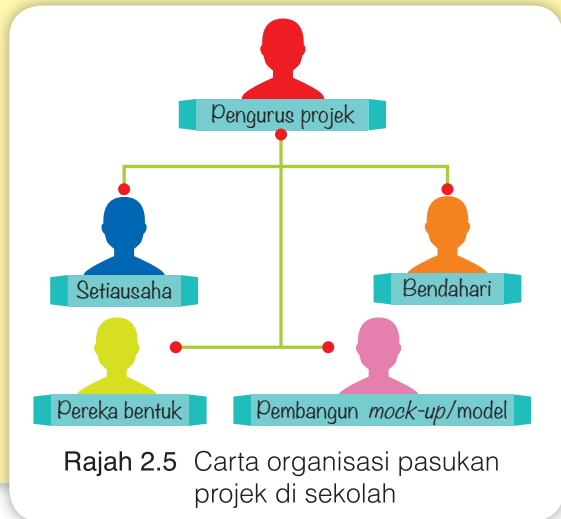 Pengurus projek
Setiausaha
Bendahari
Pereka bentuk
Pembangun mock-up/model
Rajah 2.5 Carta organisasi pasukan
projek di sekolah